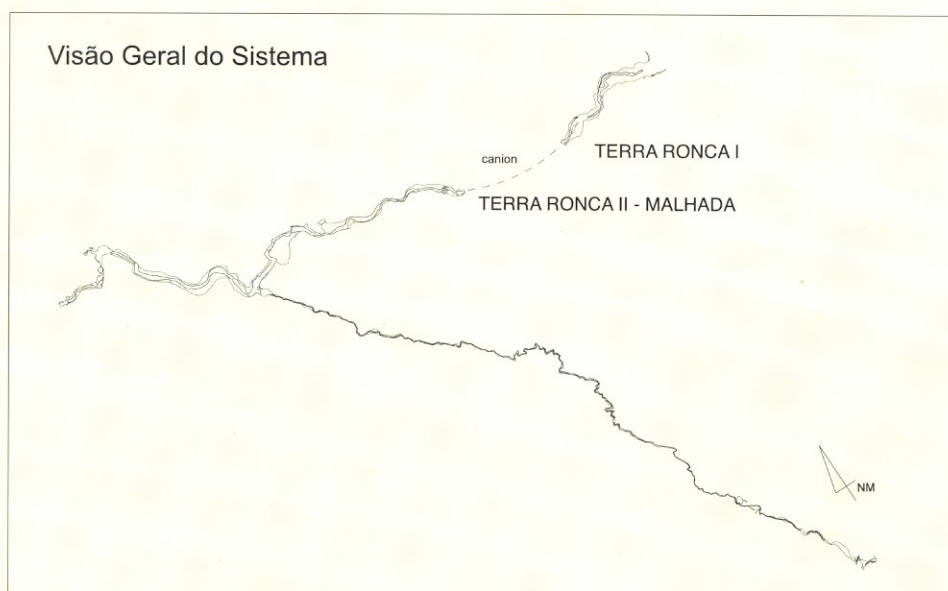 Visão Geral do Sistema
TERRA RONCA I
canion
TERRA RONCA II - MALHADA
NM